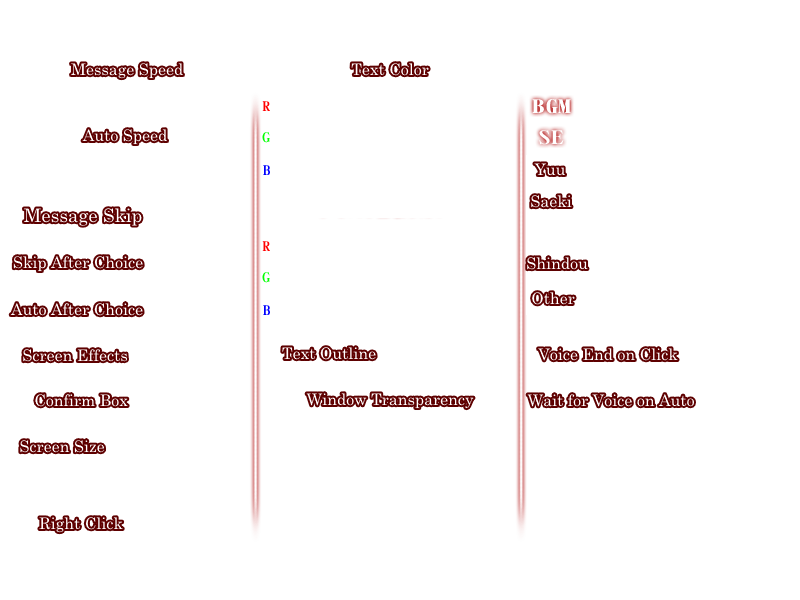 Message Speed
Auto Speed
Message Skip
Skip After Choice
Auto After Choice
Screen Effects
Confirm Box
Screen Size
Right Click
Text Color
R
G
B
R
G
B
Text Outline
Window Transparency
BGM
SE
Yuu
Saeki
Shindou
Other
Voice End on Click
Wait for Voice on Auto